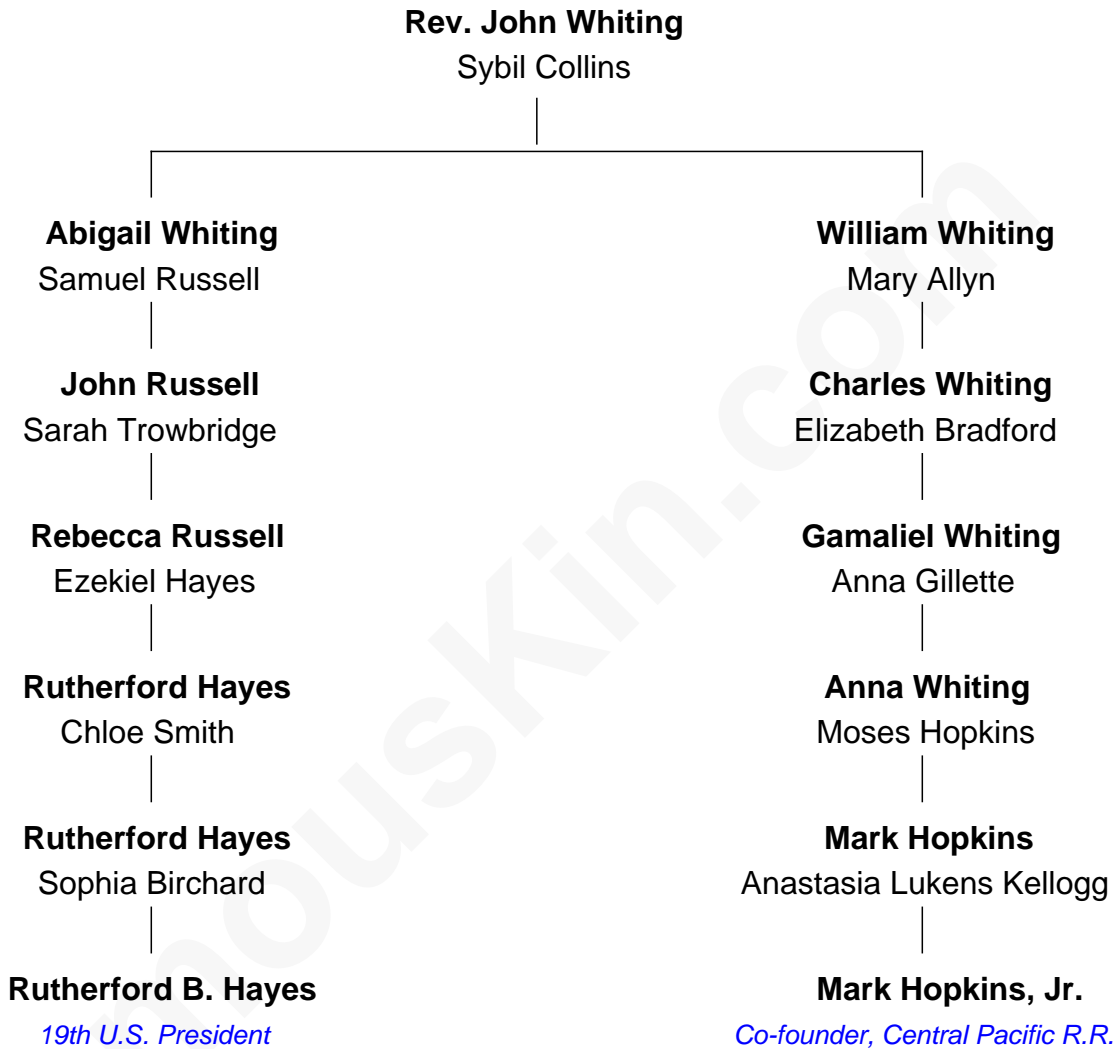 Rev. John Whiting
Sybil Collins
Abigail Whiting
Samuel Russell
William Whiting
Mary Allyn
John Russell
Sarah Trowbridge
Charles Whiting
Elizabeth Bradford
Rebecca Russell
Ezekiel Hayes
Gamaliel Whiting
Anna Gillette
Rutherford Hayes
Chloe Smith
Anna Whiting
Moses Hopkins
Rutherford Hayes
Sophia Birchard
Mark Hopkins
Anastasia Lukens Kellogg
Rutherford B. Hayes
19th U.S. President
Mark Hopkins, Jr.
Co-founder, Central Pacific R.R.
mousKin.com